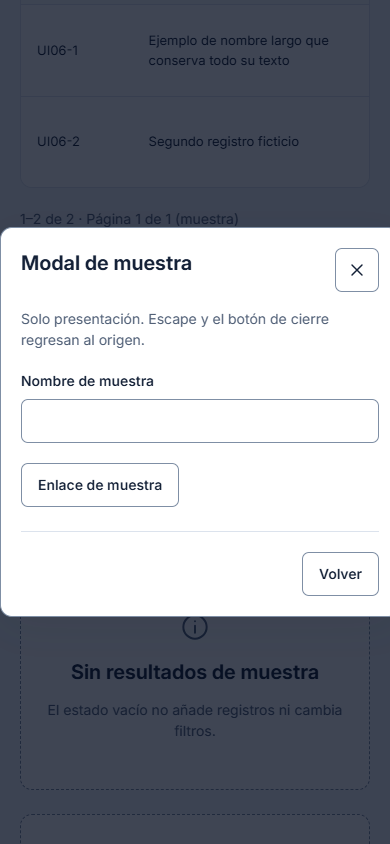 UI06-1
Ejemplo de nombre largo que
conserva todo su texto
UI06-2
Segundo registro ficticio
1–2 de 2 · Página 1 de 1 (muestra)
Modal de muestra
Solo presentación. Escape y el botón de cierre
regresan al origen.
Nombre de muestra
Enlace de muestra
Volver
Sin resultados de muestra
El estado vacío no añade registros ni cambia
filtros.